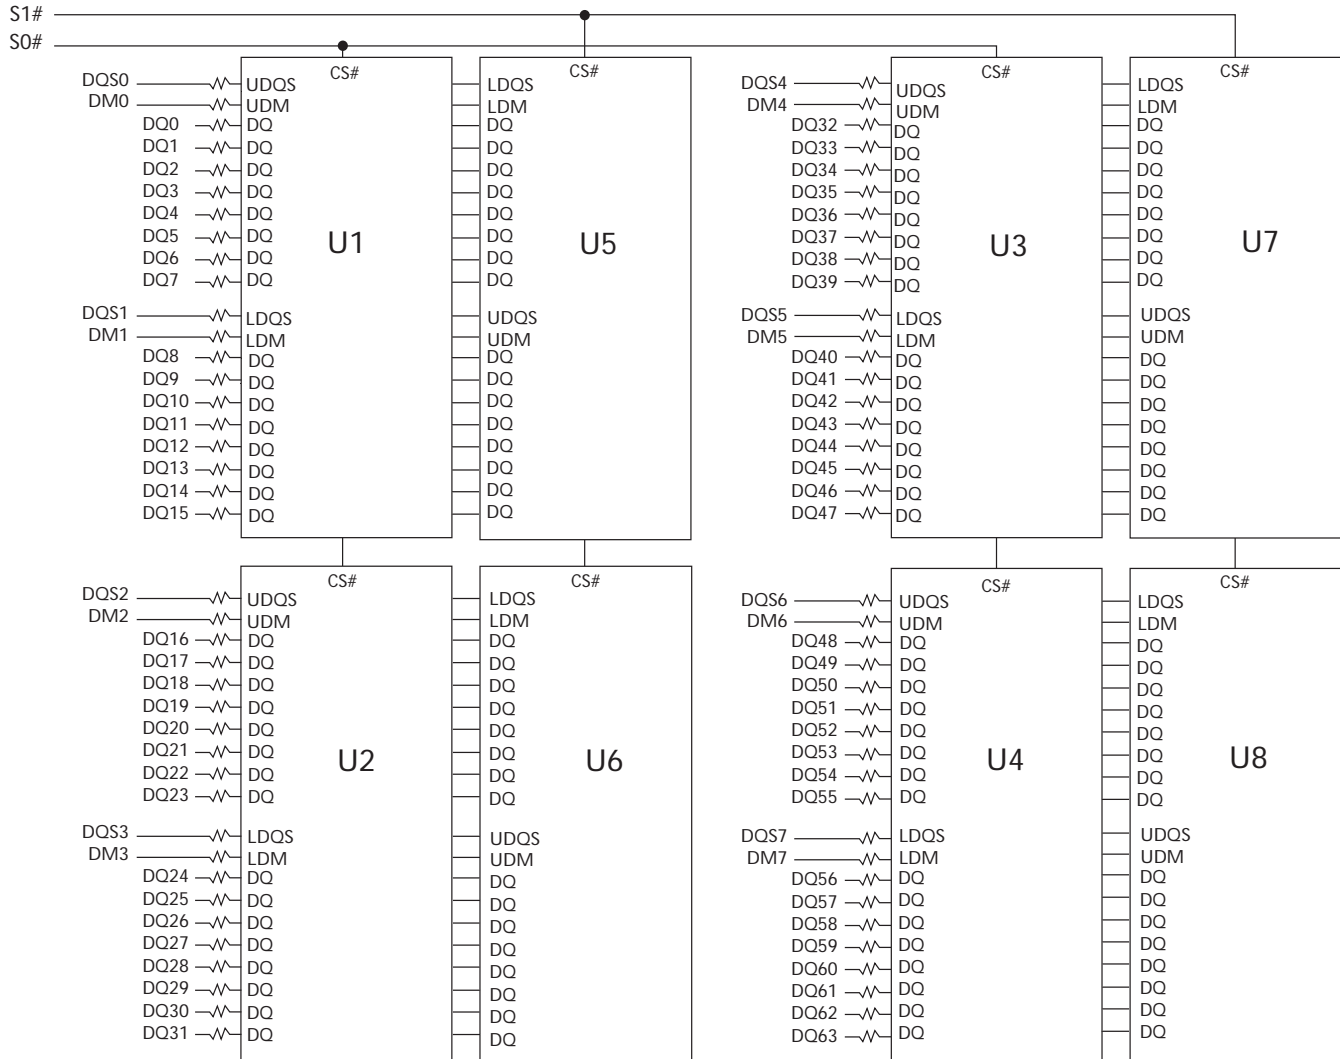 S1#
S0#
CS#
DQS0 UDQS LDQS
DM0 UDM LDM
DQ0 DQ DQ
DQ1 DQ DQ
DQ2 DQ DQ
DQ3 DQ DQ
DQ4 DQ DQ
DQ5 DQ DQ
DQ6 DQ DQ
DQ7 DQ DQ
U1 U5
DQS1 LDQS UDQS
DM1 LDM UDM
DQ8 DQ DQ
DQ9 DQ DQ
DQ10 DQ DQ
DQ11 DQ DQ
DQ12 DQ DQ
DQ13 DQ DQ
DQ14 DQ DQ
DQ15 DQ DQ
CS#
CS# CS#
DQS4 UDQS LDQS
DM4 UDM LDM
DQ32 DQ DQ
DQ33 DQ DQ
DQ34 DQ DQ
DQ35 DQ DQ
DQ36 DQ DQ
DQ37 DQ DQ
DQ38 DQ DQ
DQ39 DQ DQ
U3 U7
DQS5 LDQS UDQS
DM5 LDM UDM
DQ40 DQ DQ
DQ41 DQ DQ
DQ42 DQ DQ
DQ43 DQ DQ
DQ44 DQ DQ
DQ45 DQ DQ
DQ46 DQ DQ
DQ47 DQ DQ
CS# CS#
DQS2 UDQS LDQS
DM2 UDM LDM
DQ16 DQ DQ
DQ17 DQ DQ
DQ18 DQ DQ
DQ19 DQ DQ
DQ20 DQ DQ
DQ21 DQ DQ
DQ22 DQ DQ
DQ23 DQ DQ
U2 U6
DQS3 LDQS UDQS
DM3 LDM UDM
DQ24 DQ DQ
DQ25 DQ DQ
DQ26 DQ DQ
DQ27 DQ DQ
DQ28 DQ DQ
DQ29 DQ DQ
DQ30 DQ DQ
DQ31 DQ DQ
CS# CS#
DQS6 UDQS LDQS
DM6 UDM LDM
DQ48 DQ DQ
DQ49 DQ DQ
DQ50 DQ DQ
DQ51 DQ DQ
DQ52 DQ DQ
DQ53 DQ DQ
DQ54 DQ DQ
DQ55 DQ DQ
U4 U8
DQS7 LDQS UDQS
DM7 LDM UDM
DQ56 DQ DQ
DQ57 DQ DQ
DQ58 DQ DQ
DQ59 DQ DQ
DQ60 DQ DQ
DQ61 DQ DQ
DQ62 DQ DQ
DQ63 DQ DQ